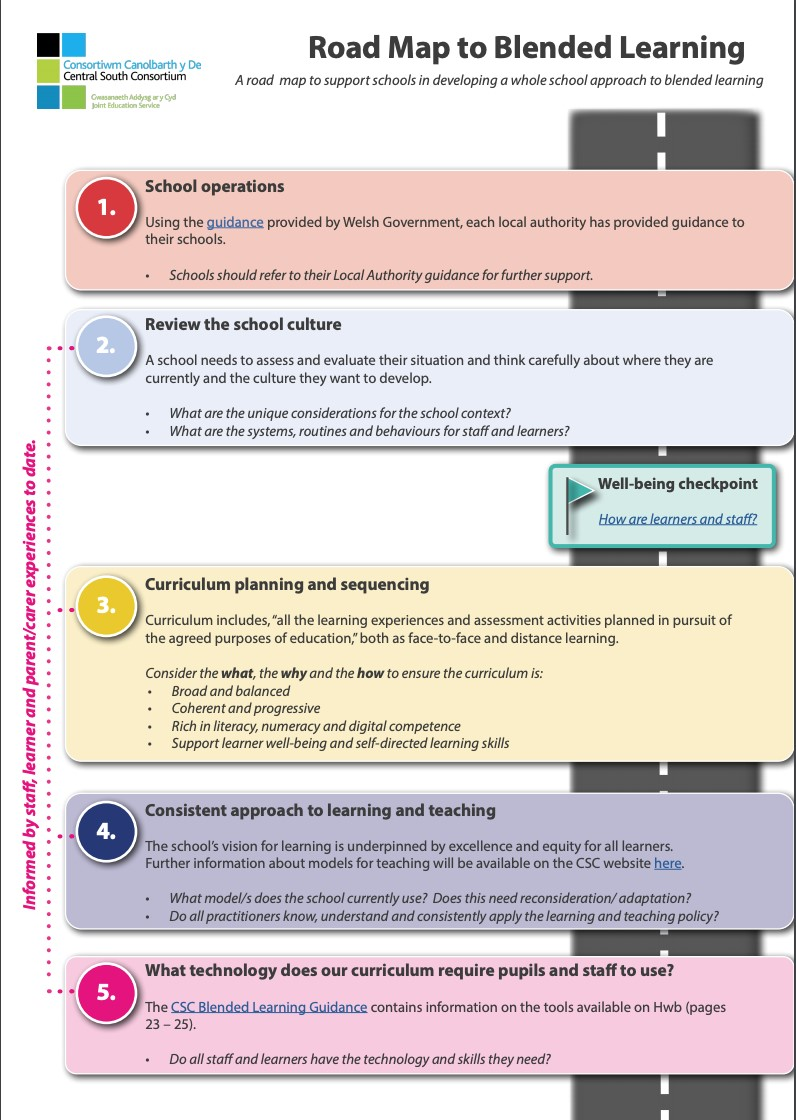 Road Map to Blended Learning
Consortiwm Canolbarth y De
Central South Consortium
Gwasanaeth Addysg ar y Cyd
Joint Education Service
A road map to support schools in developing a whole school approach to blended learning
1.
School operations
Using the guidance provided by Welsh Government, each local authority has provided guidance to
their schools.
• Schools should refer to their Local Authority guidance for further support.
2.
Review the school culture
A school needs to assess and evaluate their situation and think carefully about where they are
currently and the culture they want to develop.
• What are the unique considerations for the school context?
• What are the systems, routines and behaviours for staff and learners?
Well-being checkpoint
How are learners and staff?
Informed by staff, learner and parent/carer experiences to date.
3.
Curriculum planning and sequencing
Curriculum includes, “all the learning experiences and assessment activities planned in pursuit of
the agreed purposes of education,” both as face-to-face and distance learning.
Consider the what, the why and the how to ensure the curriculum is:
• Broad and balanced
• Coherent and progressive
• Rich in literacy, numeracy and digital competence
• Support learner well-being and self-directed learning skills
4.
Consistent approach to learning and teaching
The school’s vision for learning is underpinned by excellence and equity for all learners.
Further information about models for teaching will be available on the CSC website here.
• What model/s does the school currently use? Does this need reconsideration/ adaptation?
• Do all practitioners know, understand and consistently apply the learning and teaching policy?
5.
What technology does our curriculum require pupils and staff to use?
The CSC Blended Learning Guidance contains information on the tools available on Hwb (pages
23 – 25).
• Do all staff and learners have the technology and skills they need?